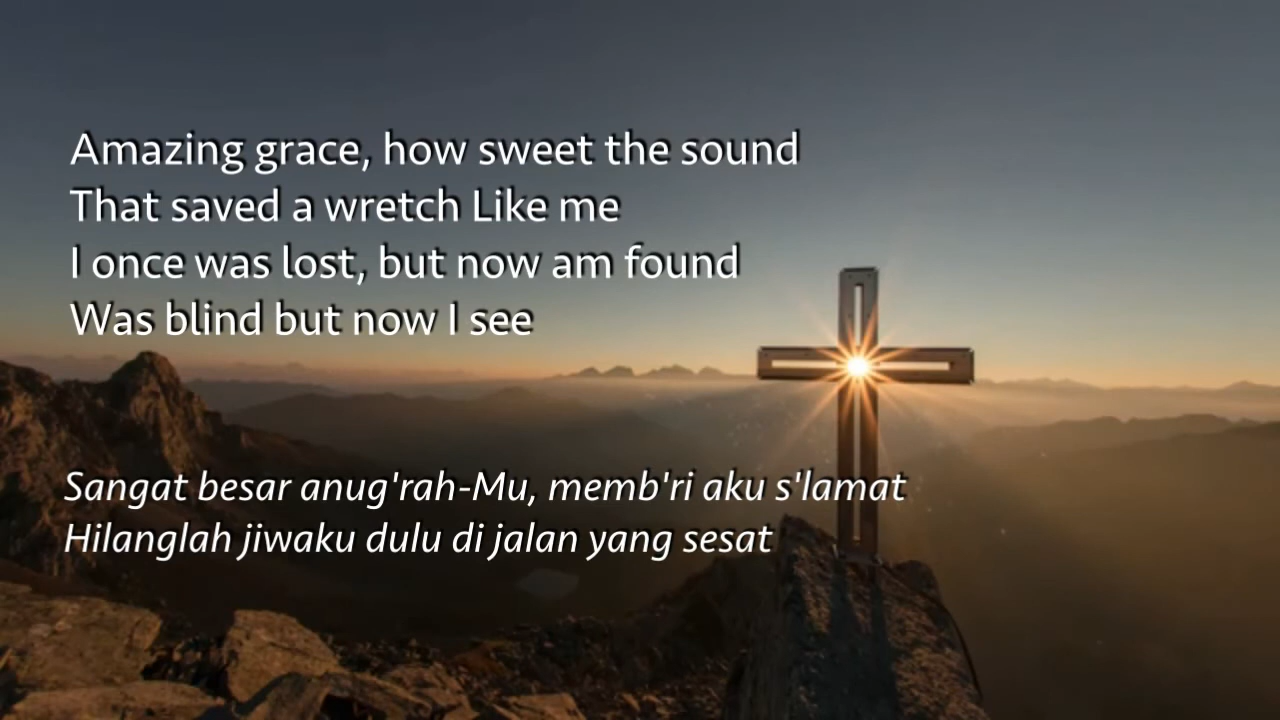 Amazing grace, how sweet the sound
That saved a wretch Like me
I once was lost, but now am found
Was blind but now I see
Sangat besar anug'rah-Mu, memb'ri aku s'lamat
Hilanglah jiwaku dulu di jalan yang sesat